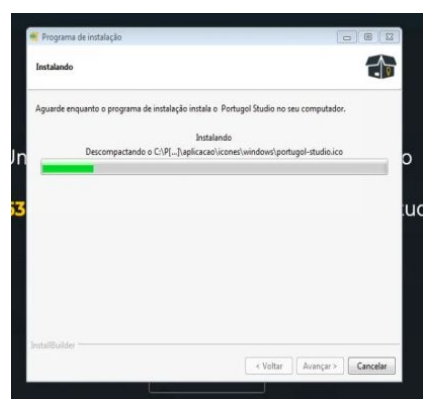 Programa de instalação
Instalando
Aguarde enquanto o programa de instalação instala o Portugol Studio no seu computador.
Instalando
Descompactando o C:\P[...]\aplicacao\icones\windows\portugol-studio.ico
Un
o
53
tud
InstallBuilder
< Voltar
Avançar >
Cancelar